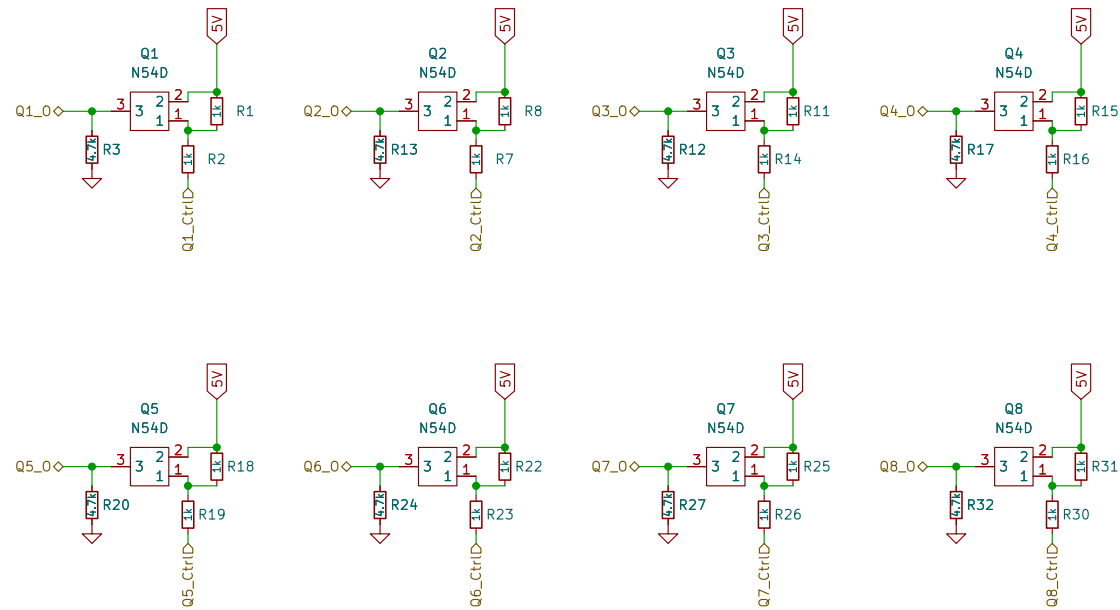 5V
5V
5V
5V
Q1
N54D
Q2
N54D
Q3
N54D
Q4
N54D
Q1_O 3 3 2 2 1 1 1k R1
Q2_O 3 3 2 2 1 1 1k R8
Q3_O 3 3 2 2 1 1 1k R11
Q4_O 3 3 2 2 1 1 1k R15
4.7k R3 1k R2
4.7k R13 1k R7
4.7k R12 1k R14
4.7k R17 1k R16
Q1_Ctrl
Q2_Ctrl
Q3_Ctrl
Q4_Ctrl
5V
5V
5V
5V
Q5
N54D
Q6
N54D
Q7
N54D
Q8
N54D
Q5_O 3 3 2 2 1 1 1k R18
Q6_O 3 3 2 2 1 1 1k R22
Q7_O 3 3 2 2 1 1 1k R25
Q8_O 3 3 2 2 1 1 1k R31
4.7k R20 1k R19
4.7k R24 1k R23
4.7k R27 1k R26
4.7k R32 1k R30
Q5_Ctrl
Q6_Ctrl
Q7_Ctrl
Q8_Ctrl